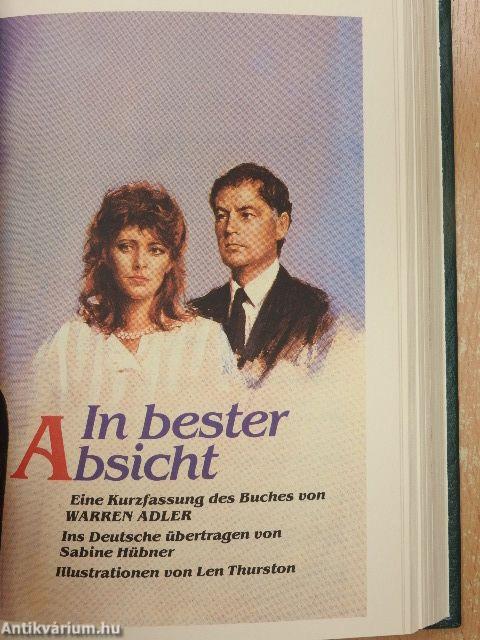 In bester
Absicht
Eine Kurzfassung des Buches von
WARREN ADLER
Ins Deutsche übertragen von
Sabine Hübner
Illustrationen von Len Thurston
Antikvárium.hu